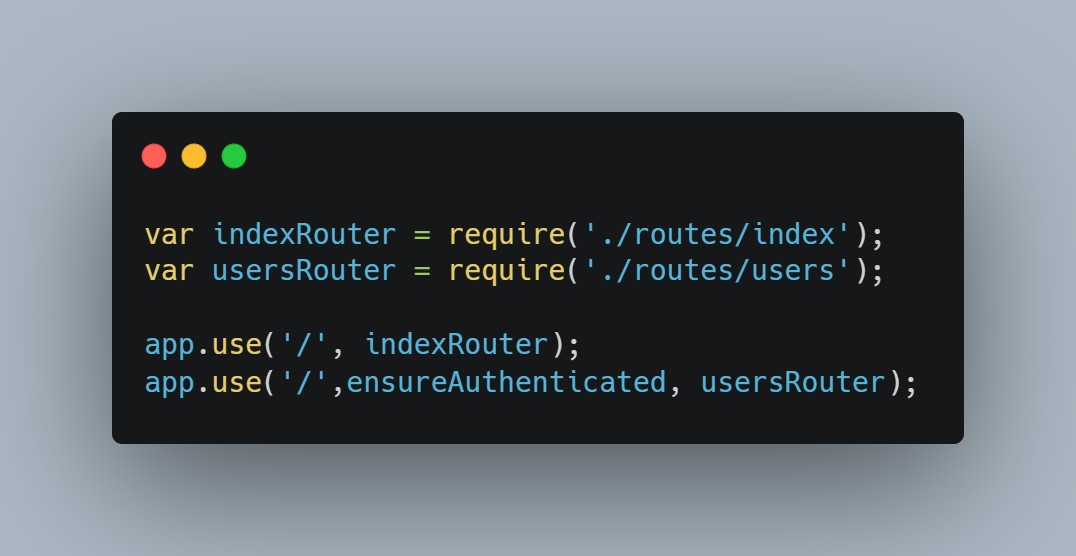 var indexRouter = require('./routes/index');
var usersRouter = require('./routes/users');
app.use('/', indexRouter);
app.use('/',ensureAuthenticated, usersRouter);